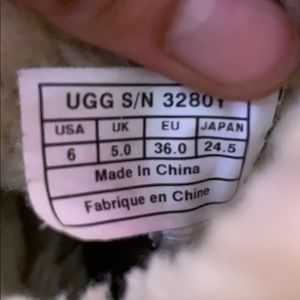 UGG S/N 3280Y
USA UK EU JAPAN
6 5.0 36.0 24.5
Made In China
Fabrique en Chine